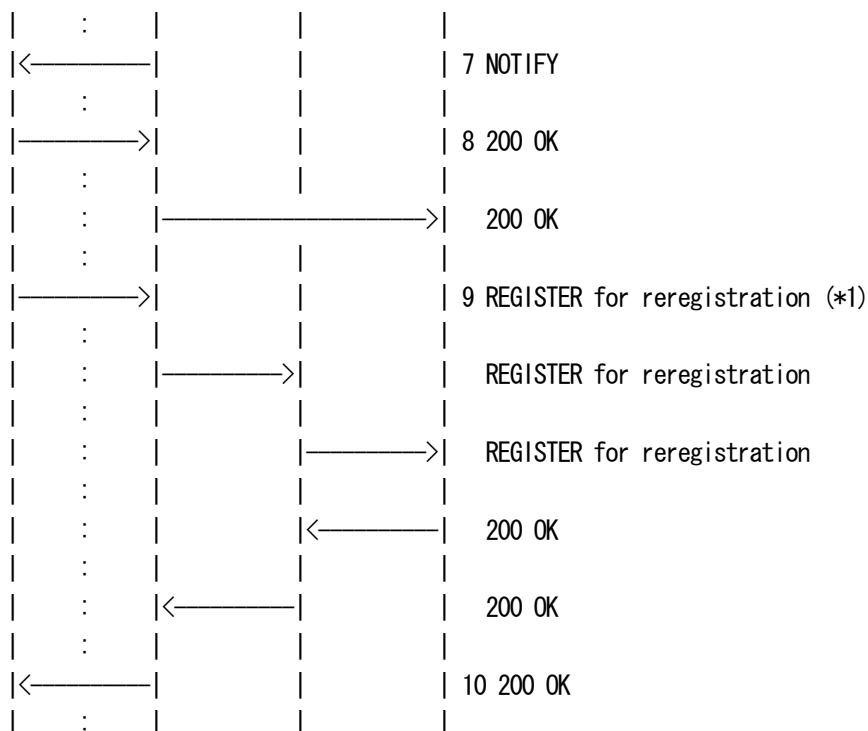 |      :     |           |           |
|<-----------|           |           | 7 NOTIFY
|      :     |           |           |
|----------->|           |           | 8 200 OK
|      :     |           |           |
|      :     |---------------------->|   200 OK
|      :     |           |           |
|----------->|           |           | 9 REGISTER for reregistration (*1)
|      :     |           |           |
|      :     |---------->|           |   REGISTER for reregistration
|      :     |           |           |
|      :     |           |---------->|   REGISTER for reregistration
|      :     |           |           |
|      :     |           |<----------|   200 OK
|      :     |           |           |
|      :     |<----------|           |   200 OK
|      :     |           |           |
|<-----------|           |           | 10 200 OK
|      :     |           |           |